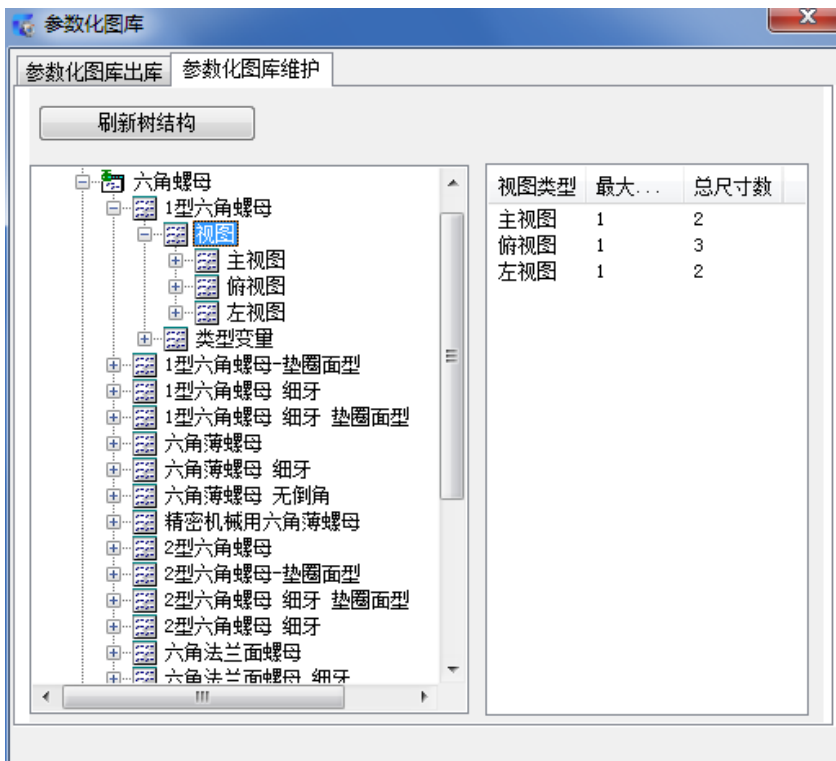 参数化图库
参数化图库出库 参数化图库维护
刷新树结构
六角螺母
1型六角螺母
视图
主视图
俯视图
左视图
类型变量
1型六角螺母-垫圈面型
1型六角螺母 细牙
1型六角螺母 细牙 垫圈面型
六角薄螺母
六角薄螺母 细牙
六角薄螺母 无倒角
精密机械用六角薄螺母
2型六角螺母
2型六角螺母-垫圈面型
2型六角螺母 细牙 垫圈面型
2型六角螺母 细牙
六角法兰面螺母
六角法兰面螺母 细牙
视图类型 最大... 总尺寸数
主视图 1 2
俯视图 1 3
左视图 1 2